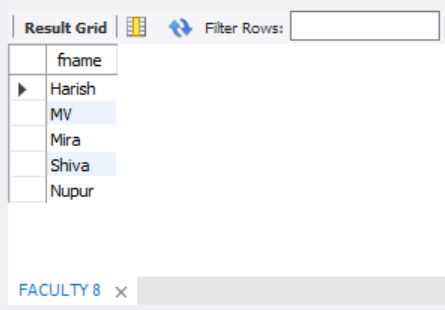 Result Grid Filter Rows:
fname
Harish
MV
Mira
Shiva
Nupur
FACULTY 8